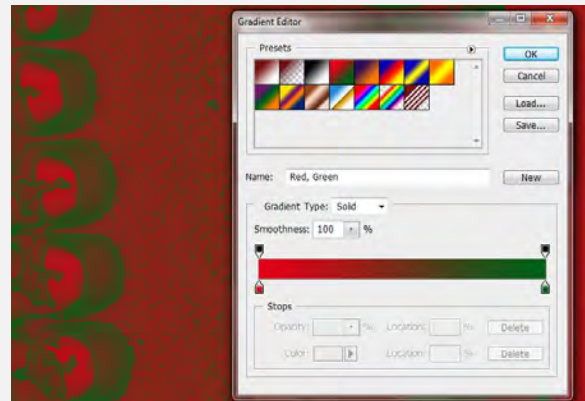 Gradient Editor
Presets
OK
Cancel
Load...
Save...
Name: Red, Green
New
Gradient Type: Solid
Smoothness: 100 %
Stops
Opacity: % Location: % Delete
Color: Location: % Delete